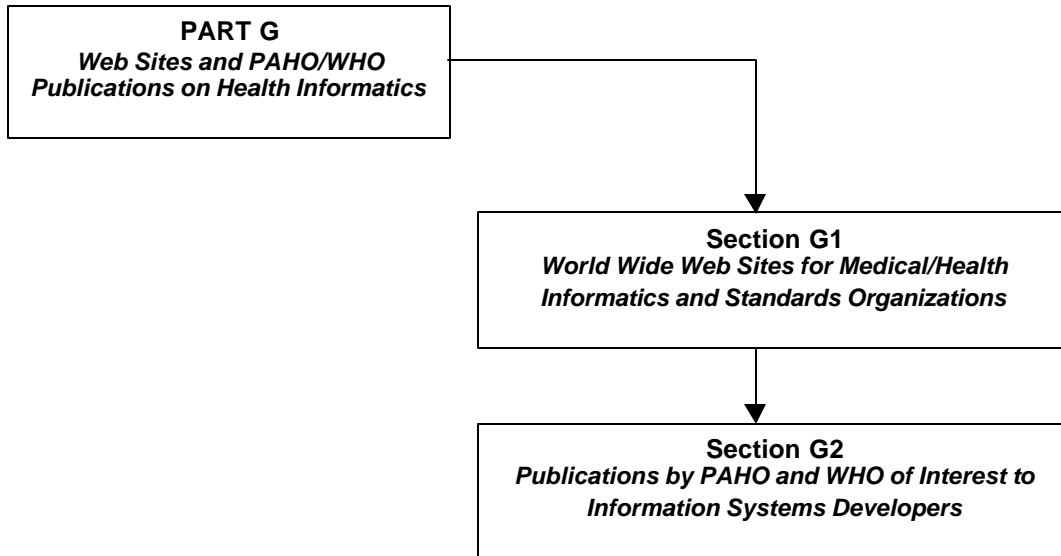 PART G
Web Sites and PAHO/WHO
Publications on Health Informatics
Section G1
World Wide Web Sites for Medical/Health
Informatics and Standards Organizations
Section G2
Publications by PAHO and WHO of Interest to
Information Systems Developers